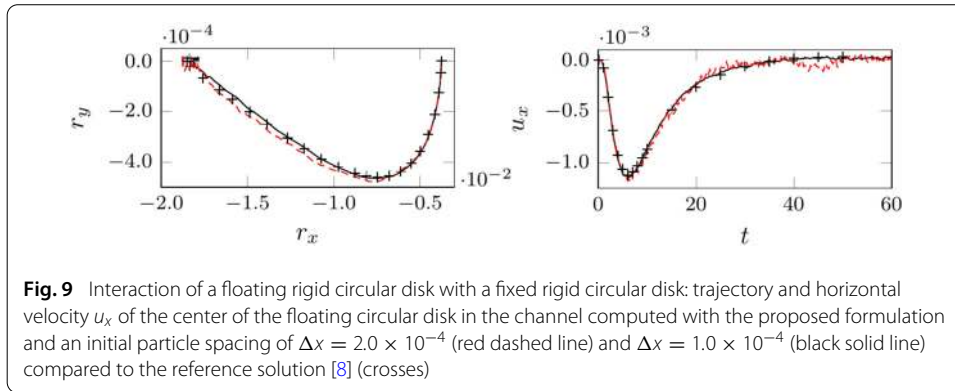 ·10⁻⁴
0.0
−2.0
−4.0
r_y
−2.0 −1.5 −1.0 −0.5
·10⁻²
r_x
·10⁻³
0.0
−0.5
−1.0
u_x
0 20 40 60
t
Fig. 9 Interaction of a floating rigid circular disk with a fixed rigid circular disk: trajectory and horizontal
velocity u_x of the center of the floating circular disk in the channel computed with the proposed formulation
and an initial particle spacing of Δx = 2.0 × 10⁻⁴ (red dashed line) and Δx = 1.0 × 10⁻⁴ (black solid line)
compared to the reference solution [8] (crosses)